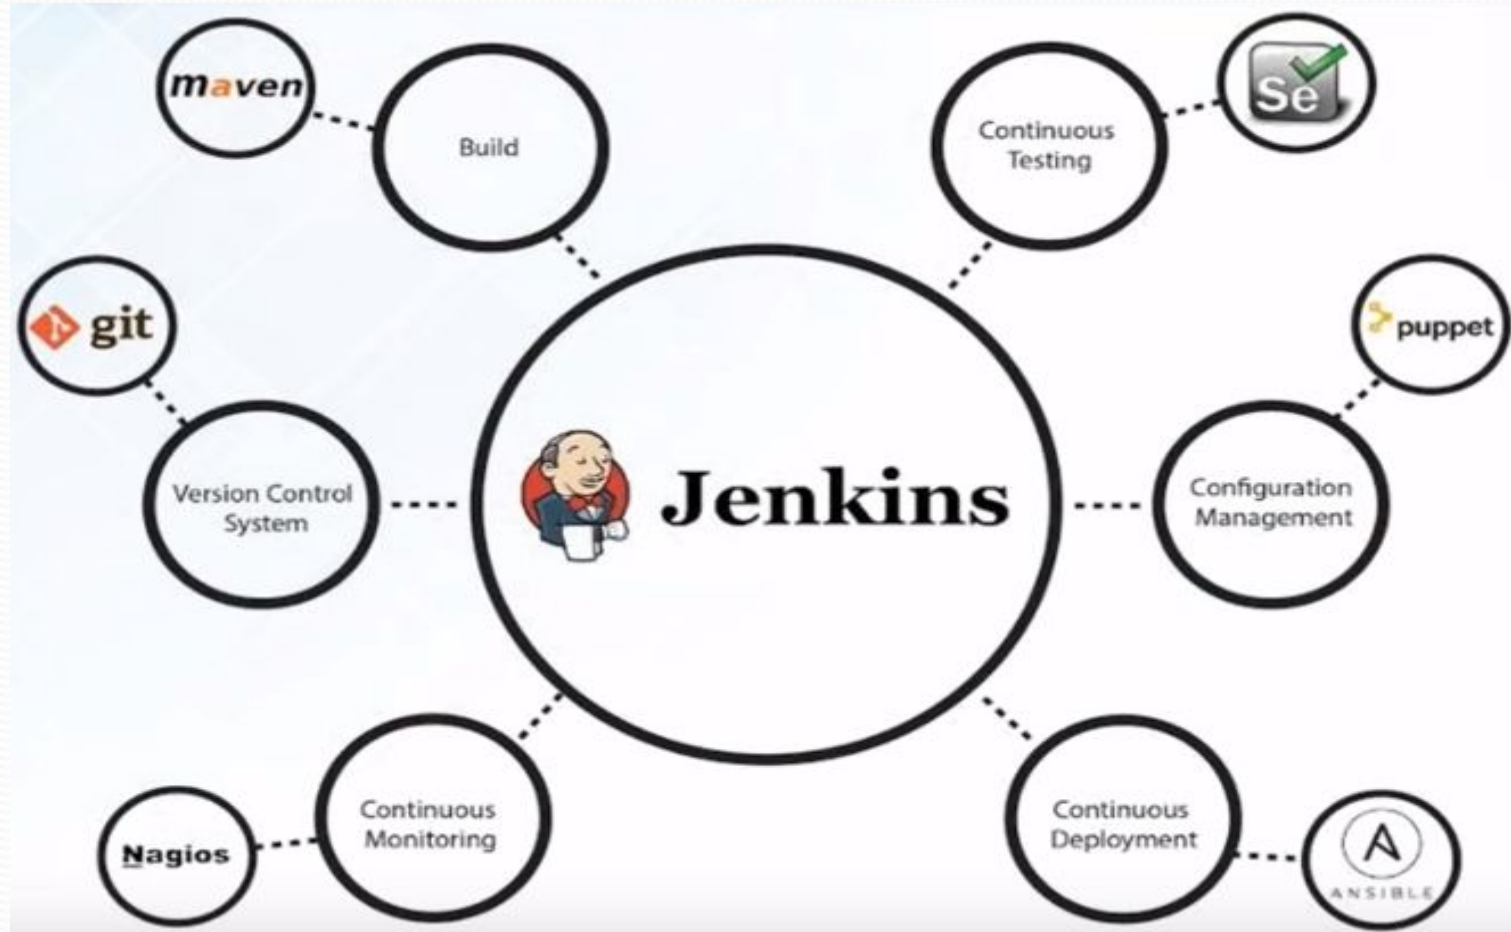 maven
Build
Continuous
Testing
Se
git
puppet
Version Control
System
Jenkins
Configuration
Management
Continuous
Monitoring
Nagios
Continuous
Deployment
A
ANSIBLE